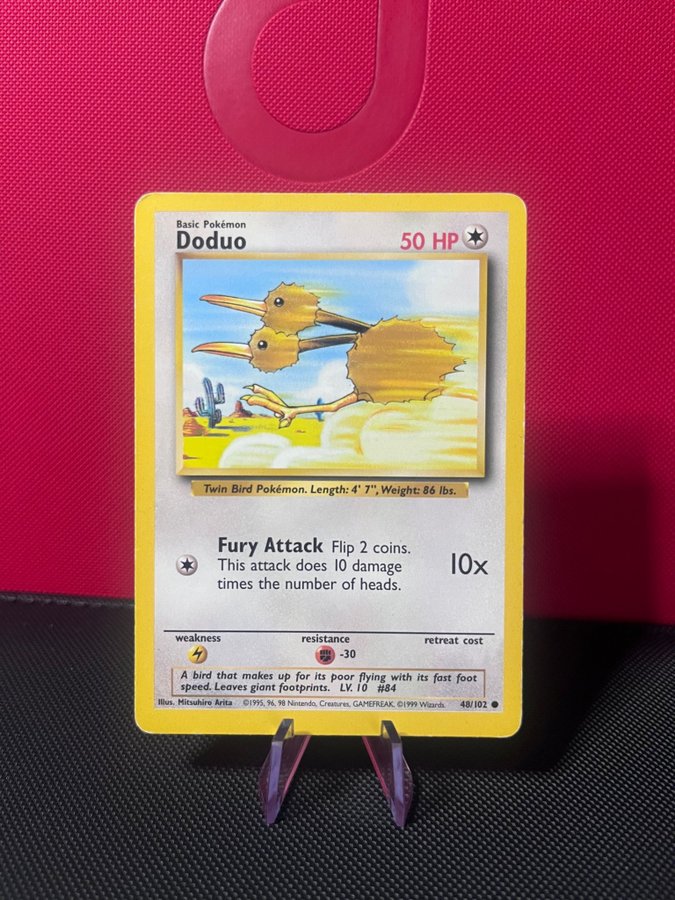 Basic Pokémon
Doduo
50 HP
Twin Bird Pokémon. Length: 4' 7", Weight: 86 lbs.
Fury Attack Flip 2 coins.
This attack does 10 damage
times the number of heads.
10x
weakness
resistance
retreat cost
-30
A bird that makes up for its poor flying with its fast foot
speed. Leaves giant footprints. LV. 10 #84
Illus. Mitsuhiro Arita ©1995, 96, 98 Nintendo, Creatures, GAMEFREAK. ©1999 Wizards. 48/102